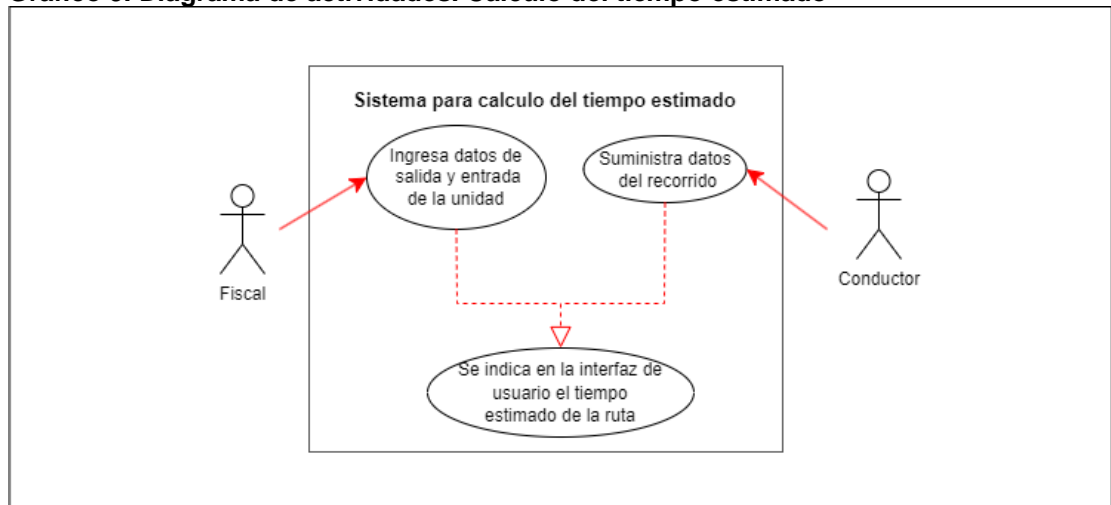 Sistema para calculo del tiempo estimado
Ingresa datos de
salida y entrada
de la unidad
Suministra datos
del recorrido
Fiscal
Conductor
Se indica en la interfaz de
usuario el tiempo
estimado de la ruta